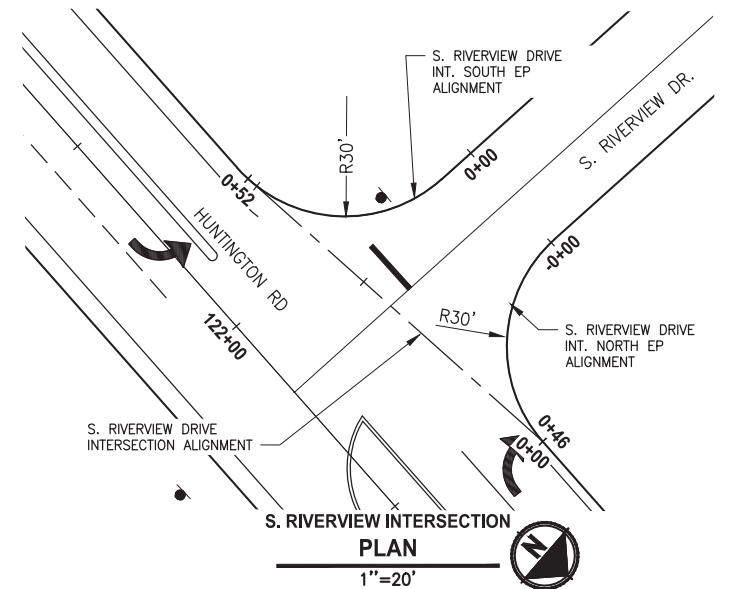 S. RIVERVIEW DRIVE
INT. SOUTH EP
ALIGNMENT
S. RIVERVIEW DR.
R30'
0+00
0+52
HUNTINGTON RD
-0+00
122+00
R30'
S. RIVERVIEW DRIVE
INT. NORTH EP
ALIGNMENT
S. RIVERVIEW DRIVE
INTERSECTION ALIGNMENT
0+46
0+00
S. RIVERVIEW INTERSECTION
PLAN
1"=20'
N